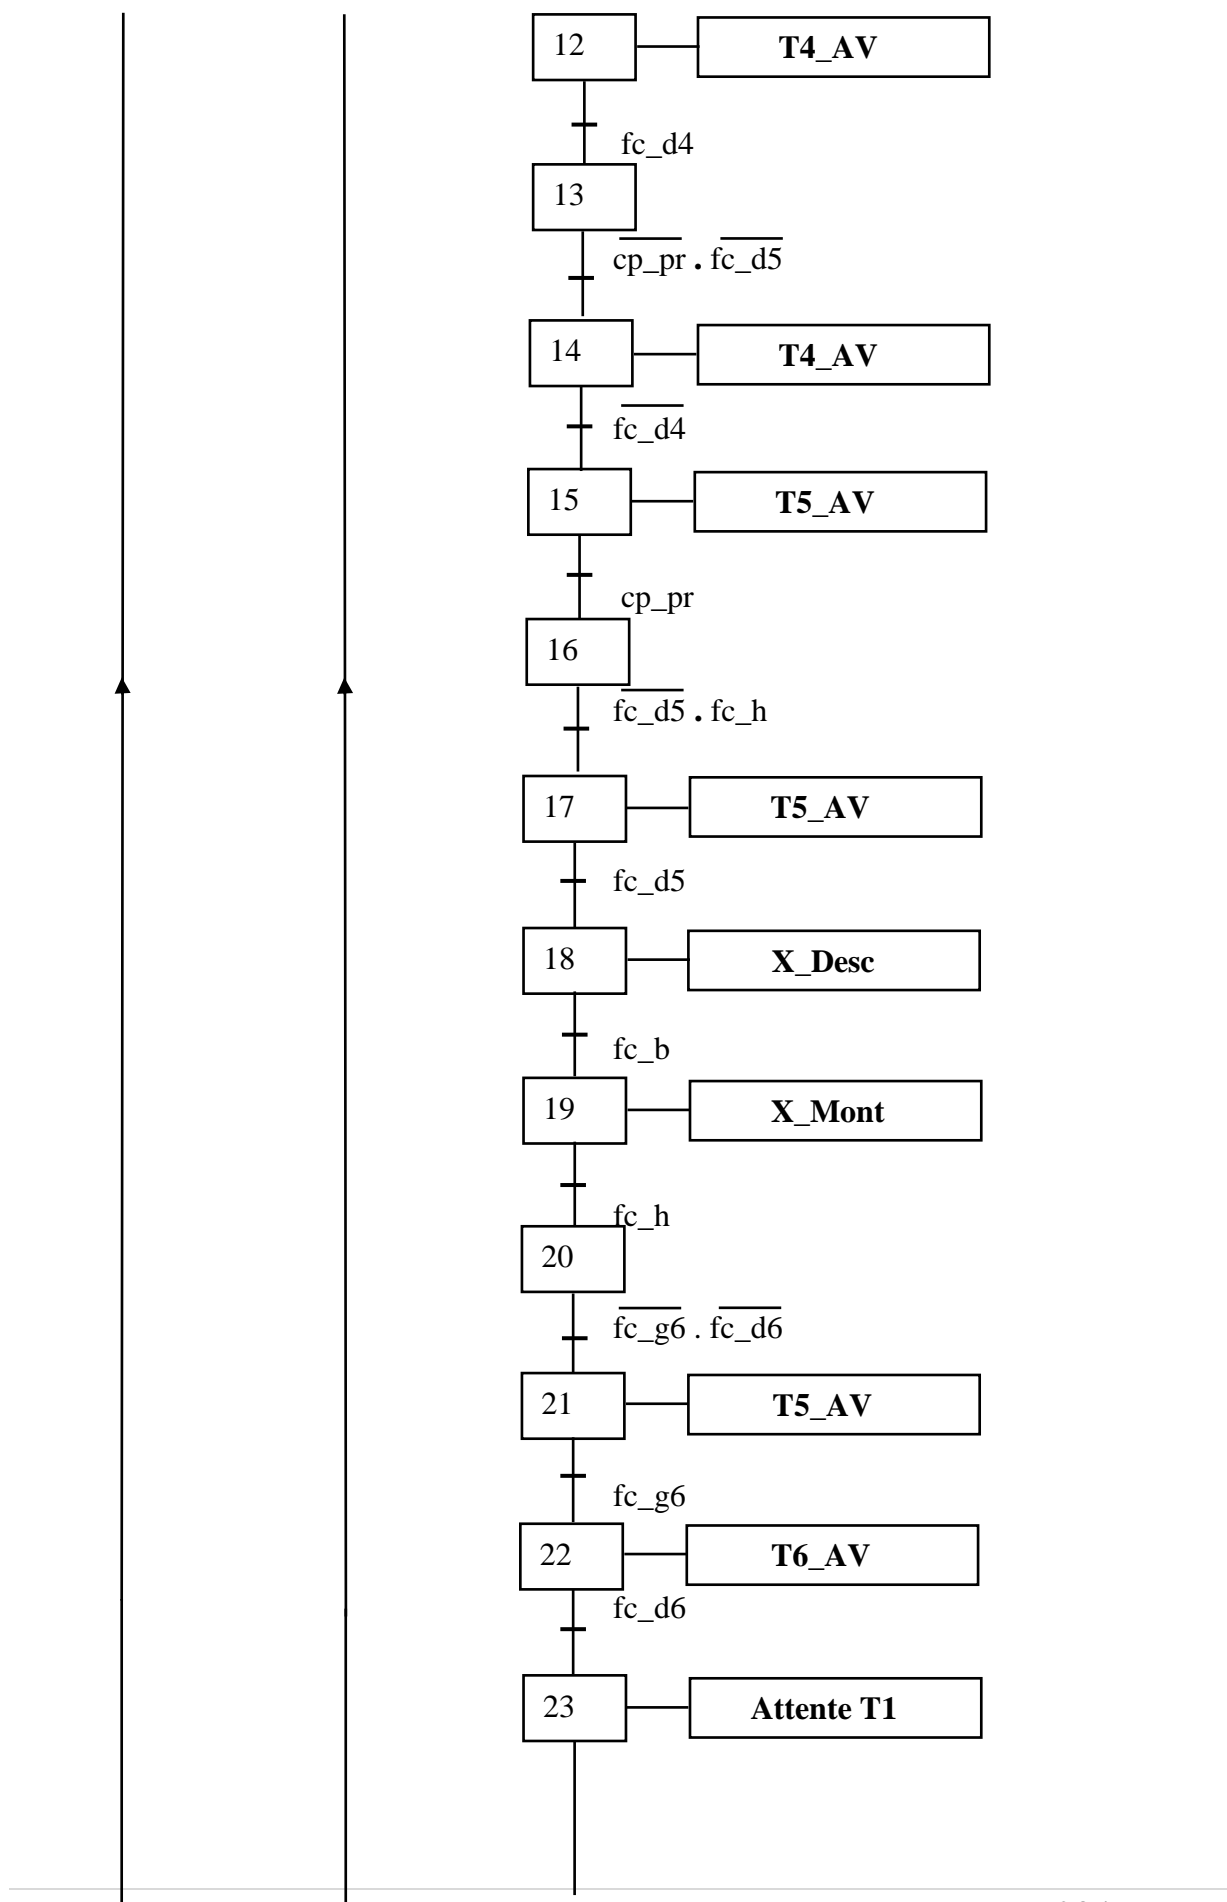 12 T4_AV
fc_d4
13
cp_pr . fc_d5
14 T4_AV
fc_d4
15 T5_AV
cp_pr
16
fc_d5 . fc_h
17 T5_AV
fc_d5
18 X_Desc
fc_b
19 X_Mont
fc_h
20
fc_g6 . fc_d6
21 T5_AV
fc_g6
22 T6_AV
fc_d6
23 Attente T1